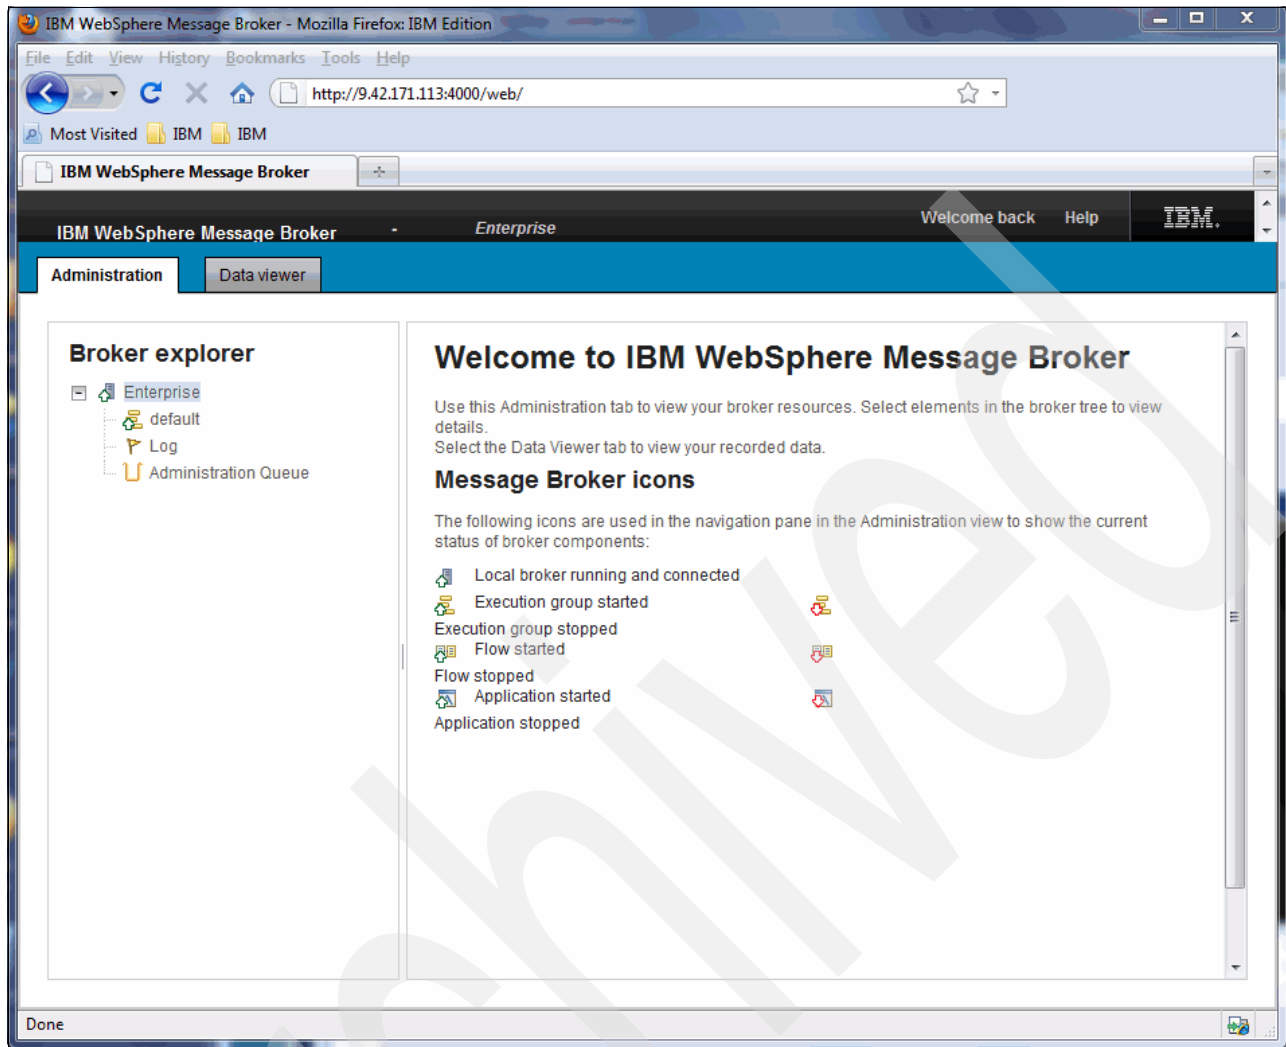 IBM WebSphere Message Broker - Mozilla Firefox: IBM Edition
File Edit View History Bookmarks Tools Help
http://9.42.171.113:4000/web/
Most Visited IBM IBM
IBM WebSphere Message Broker
IBM WebSphere Message Broker - Enterprise Welcome back Help IBM.
Administration Data viewer
Broker explorer
Enterprise
default
Log
Administration Queue
Welcome to IBM WebSphere Message Broker
Use this Administration tab to view your broker resources. Select elements in the broker tree to view
details.
Select the Data Viewer tab to view your recorded data.
Message Broker icons
The following icons are used in the navigation pane in the Administration view to show the current
status of broker components:
Local broker running and connected
Execution group started
Execution group stopped
Flow started
Flow stopped
Application started
Application stopped
Done
hived